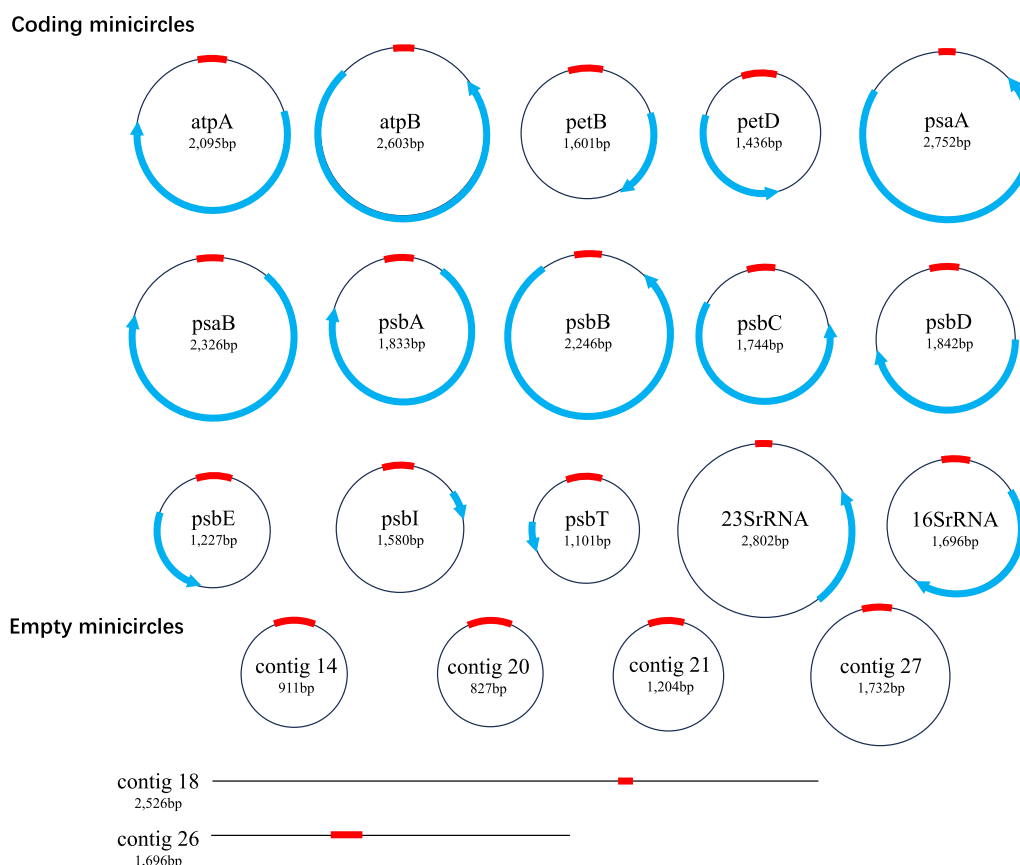 Coding minicircles
atpA
2,095bp
atpB
2,603bp
petB
1,601bp
petD
1,436bp
psaA
2,752bp
psaB
2,326bp
psbA
1,833bp
psbB
2,246bp
psbC
1,744bp
psbD
1,842bp
psbE
1,227bp
psbI
1,580bp
psbT
1,101bp
23SrRNA
2,802bp
16SrRNA
1,696bp
Empty minicircles
contig 14
911bp
contig 20
827bp
contig 21
1,204bp
contig 27
1,732bp
contig 18
2,526bp
contig 26
1,696bp